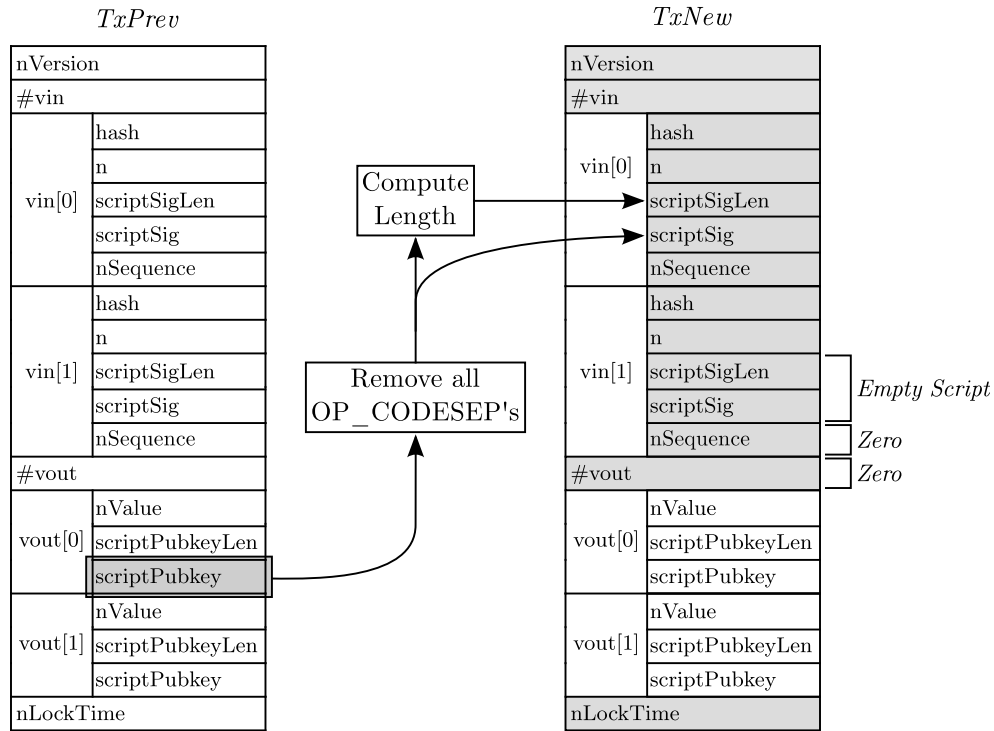 TxPrev
nVersion
#vin
vin[0]
hash
n
scriptSigLen
scriptSig
nSequence
vin[1]
hash
n
scriptSigLen
scriptSig
nSequence
#vout
vout[0]
nValue
scriptPubkeyLen
scriptPubkey
vout[1]
nValue
scriptPubkeyLen
scriptPubkey
nLockTime
Compute
Length
Remove all
OP_CODESEP's
TxNew
nVersion
#vin
vin[0]
hash
n
scriptSigLen
scriptSig
nSequence
vin[1]
hash
n
scriptSigLen
scriptSig
nSequence
#vout
vout[0]
nValue
scriptPubkeyLen
scriptPubkey
vout[1]
nValue
scriptPubkeyLen
scriptPubkey
nLockTime
Empty Script
Zero
Zero